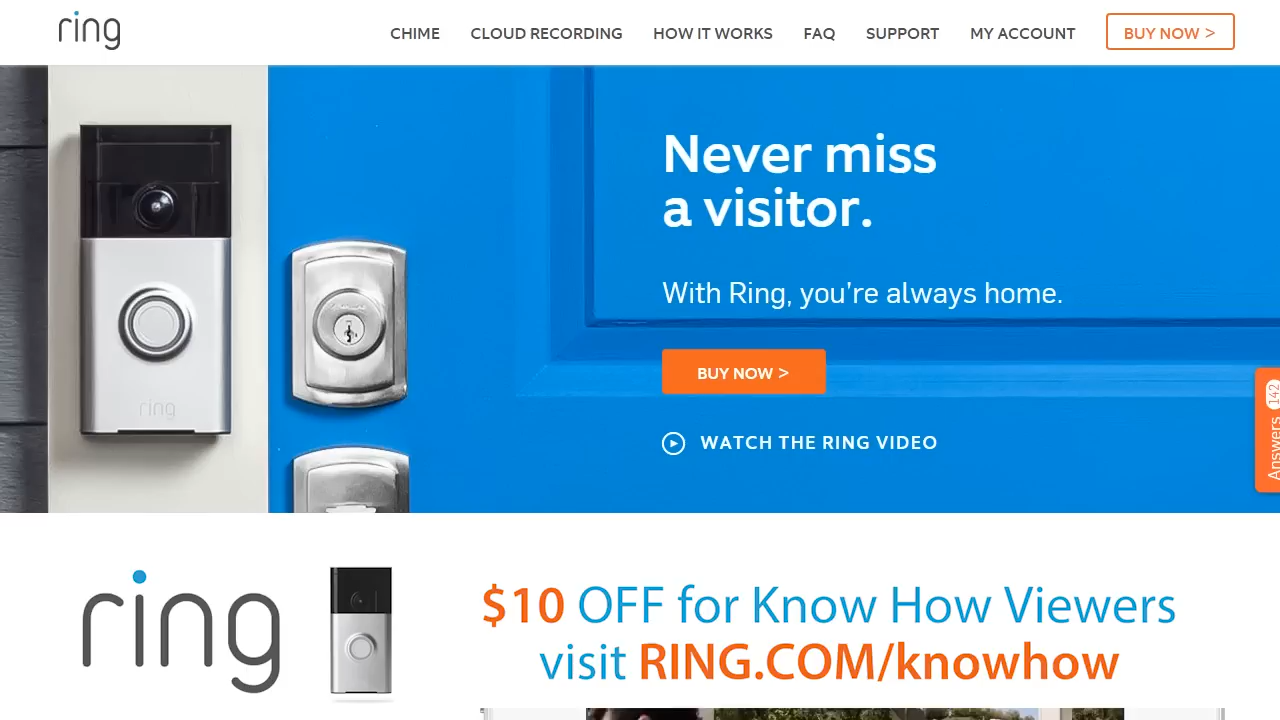 ring
CHIME CLOUD RECORDING HOW IT WORKS FAQ SUPPORT MY ACCOUNT BUY NOW >
Never miss
a visitor.
With Ring, you're always home.
BUY NOW >
WATCH THE RING VIDEO
Answers 142
ring
ring
$10 OFF for Know How Viewers
visit RING.COM/knowhow